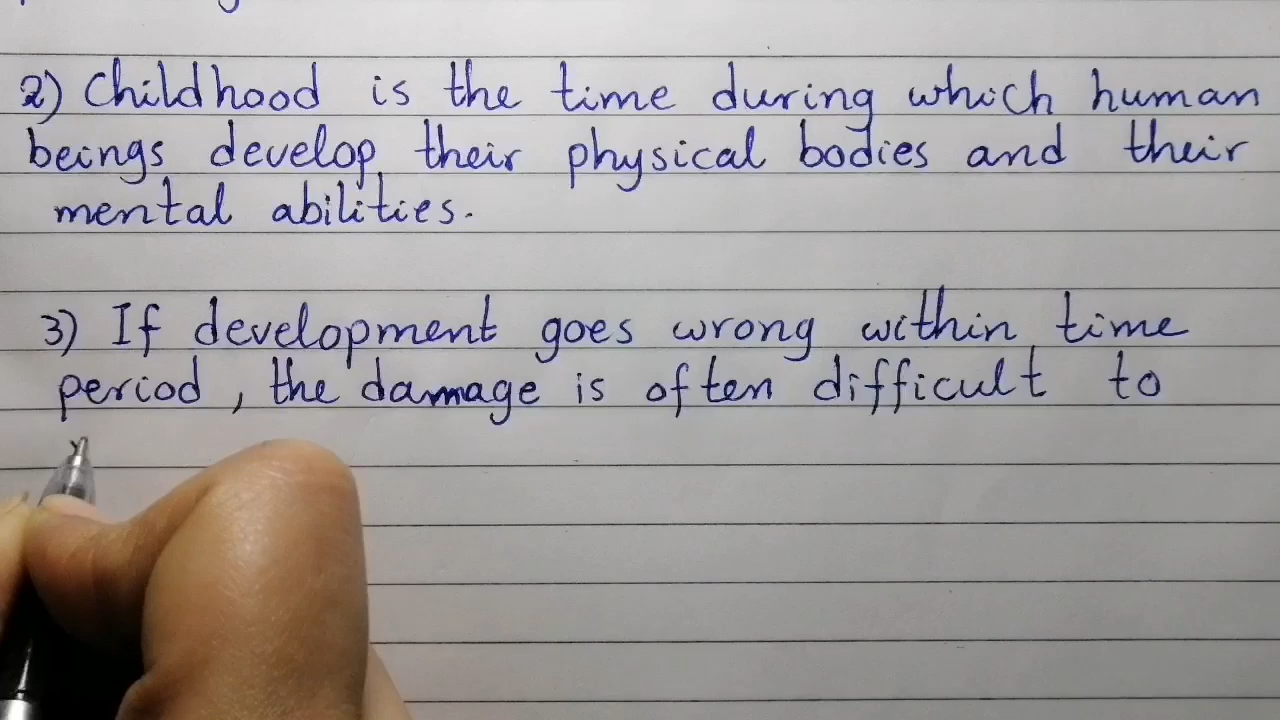 2) Childhood is the time during which human
beings develop their physical bodies and their
mental abilities.
3) If development goes wrong within time
period, the damage is often difficult to